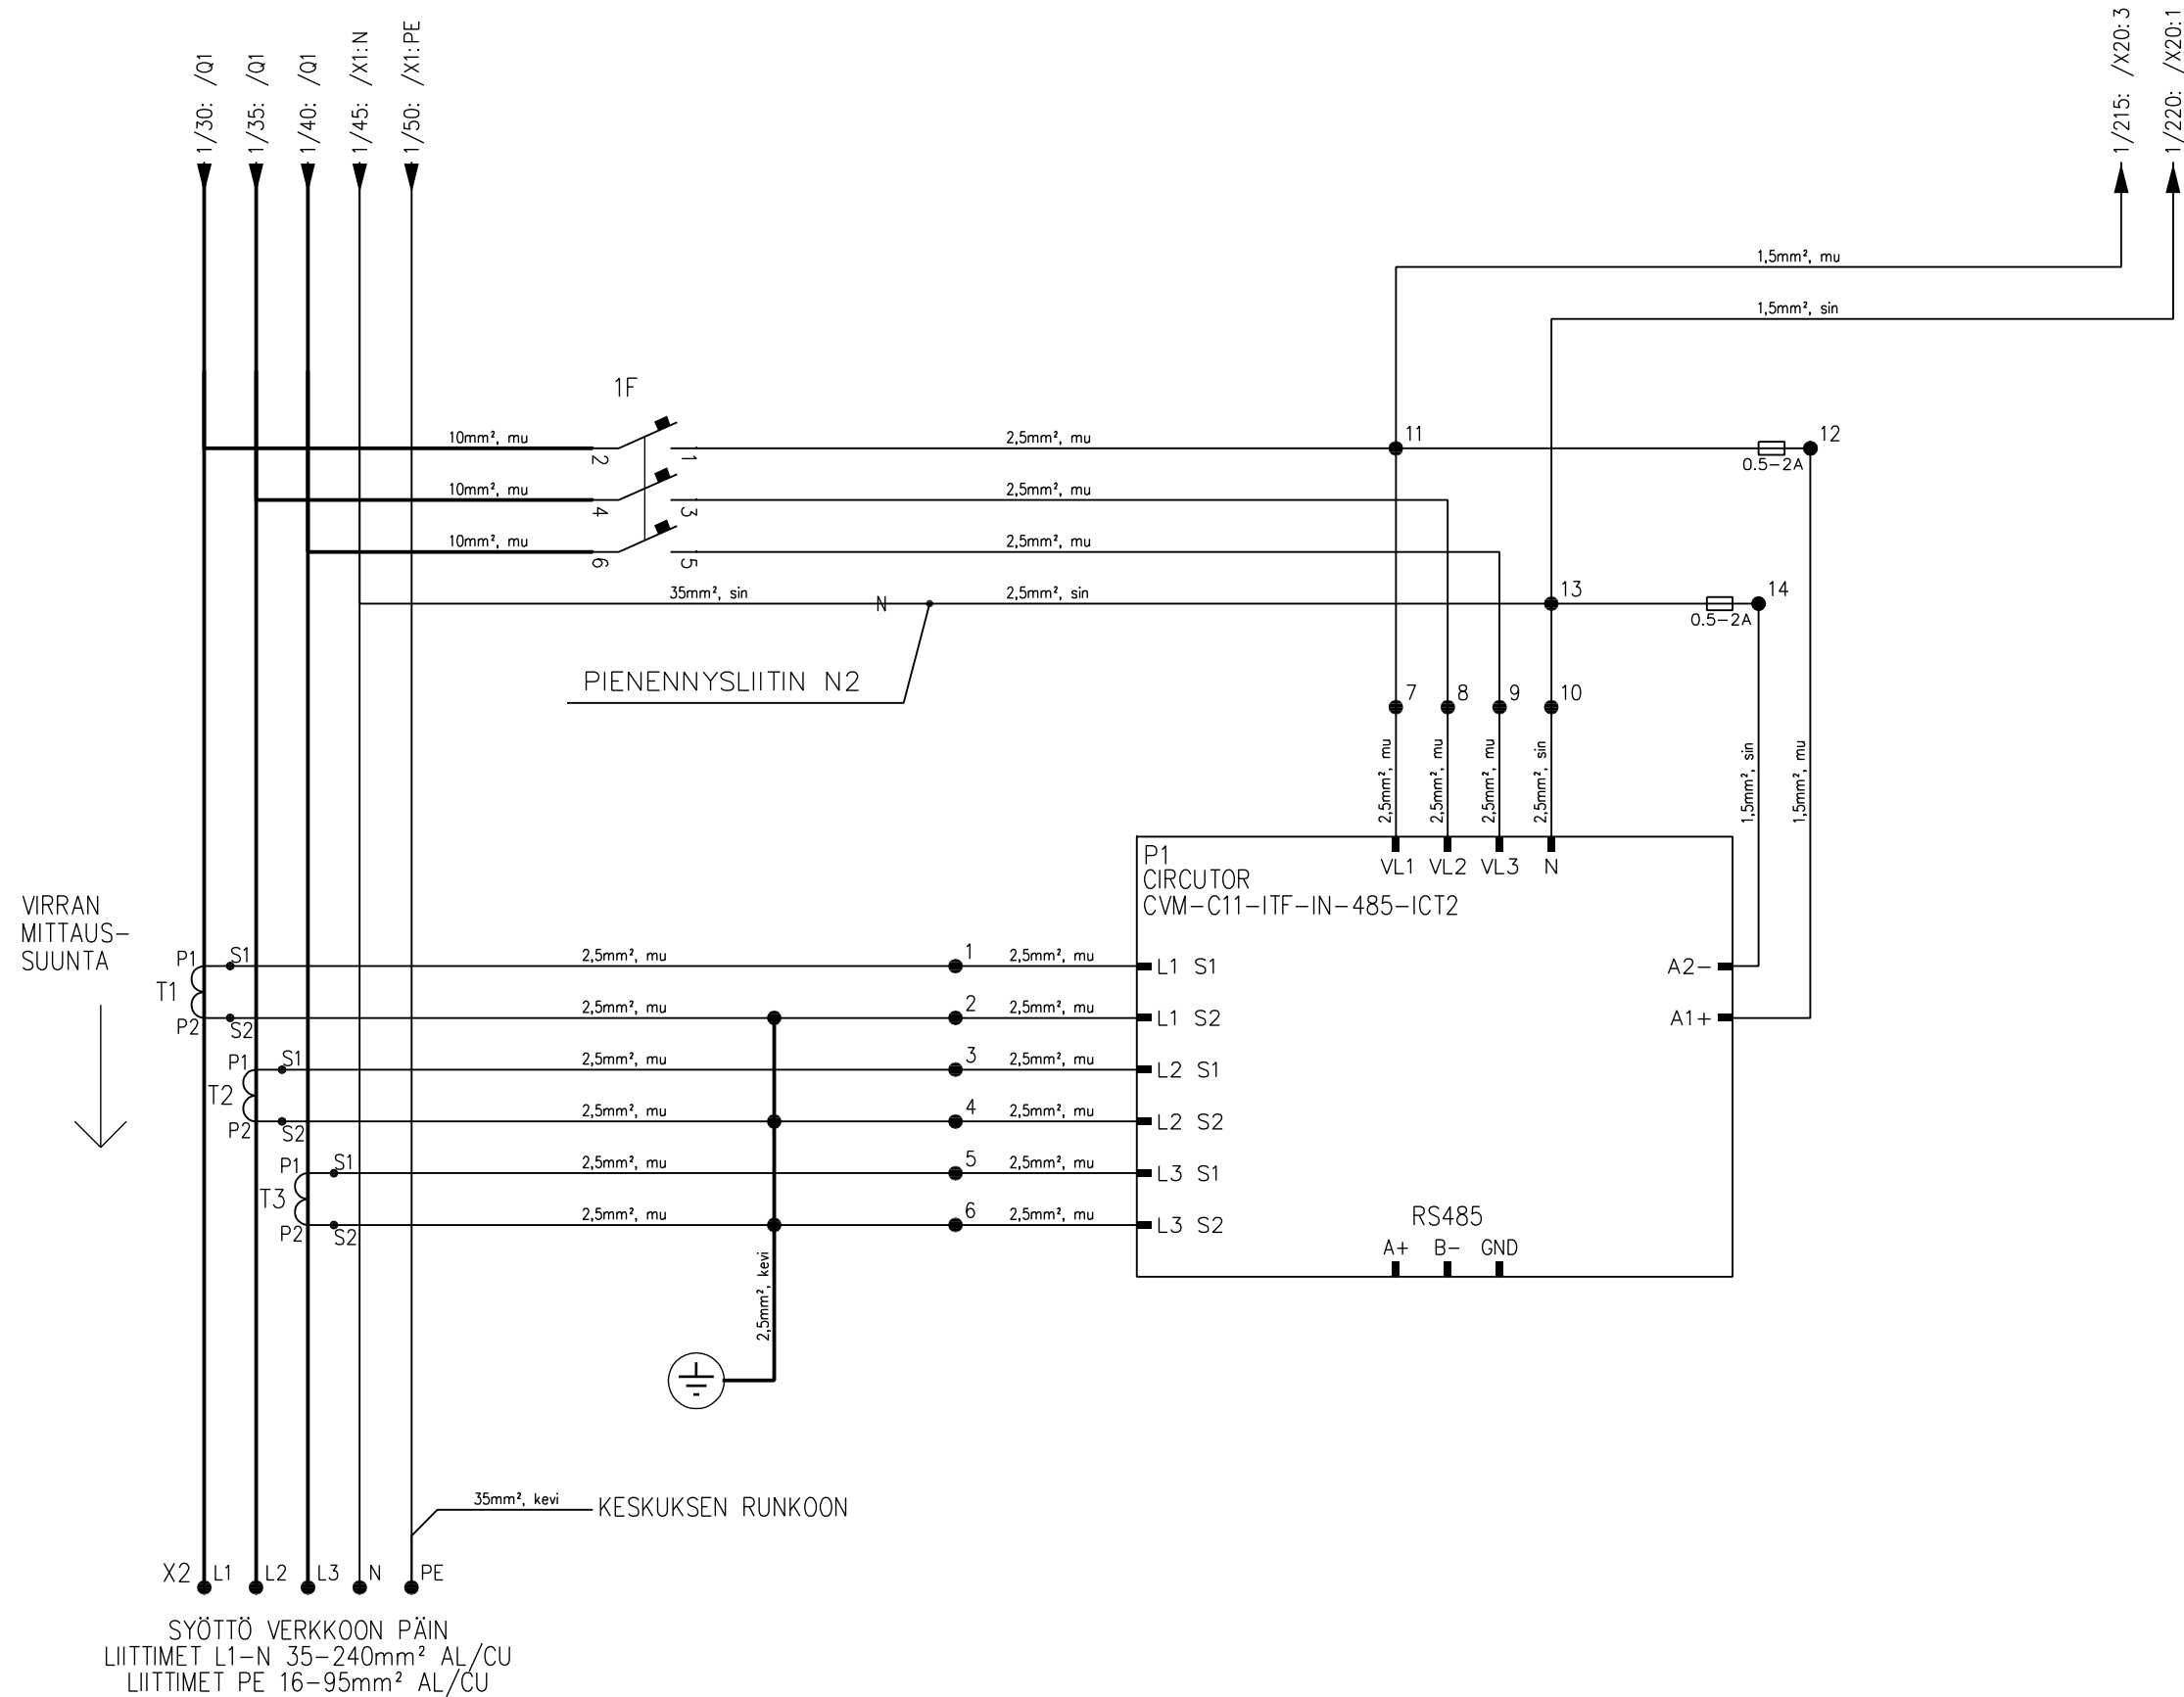 1/30: /Q1
1/35: /Q1
1/40: /Q1
1/45: /X1:N
1/50: /X1:PE
1/215: /X20:3
1/220: /X20:1
1,5mm², mu
1,5mm², sin
1F
10mm², mu
2
1
2,5mm², mu
11
12
0.5-2A
10mm², mu
4
3
2,5mm², mu
10mm², mu
6
5
2,5mm², mu
35mm², sin
N
2,5mm², sin
13
14
0.5-2A
PIENENNYSLIITIN N2
7
8
9
10
2,5mm², mu
2,5mm², mu
2,5mm², mu
2,5mm², sin
1,5mm², sin
1,5mm², mu
P1
CIRCUTOR
CVM-C11-ITF-IN-485-ICT2
VL1
VL2
VL3
N
VIRRAN
MITTAUS-
SUUNTA
P1
S1
T1
P2
S2
2,5mm², mu
1
2,5mm², mu
L1 S1
A2-
2,5mm², mu
2
2,5mm², mu
L1 S2
A1+
P1
S1
T2
P2
S2
2,5mm², mu
3
2,5mm², mu
L2 S1
2,5mm², mu
4
2,5mm², mu
L2 S2
P1
S1
T3
P2
S2
2,5mm², mu
5
2,5mm², mu
L3 S1
2,5mm², mu
6
2,5mm², mu
L3 S2
RS485
A+
B-
GND
2,5mm², kevi
35mm², kevi
KESKUKSEN RUNKOON
X2
L1
L2
L3
N
PE
SYÖTTÖ VERKKOON PÄIN
LIITTIMET L1-N 35-240mm² AL/CU
LIITTIMET PE 16-95mm² AL/CU